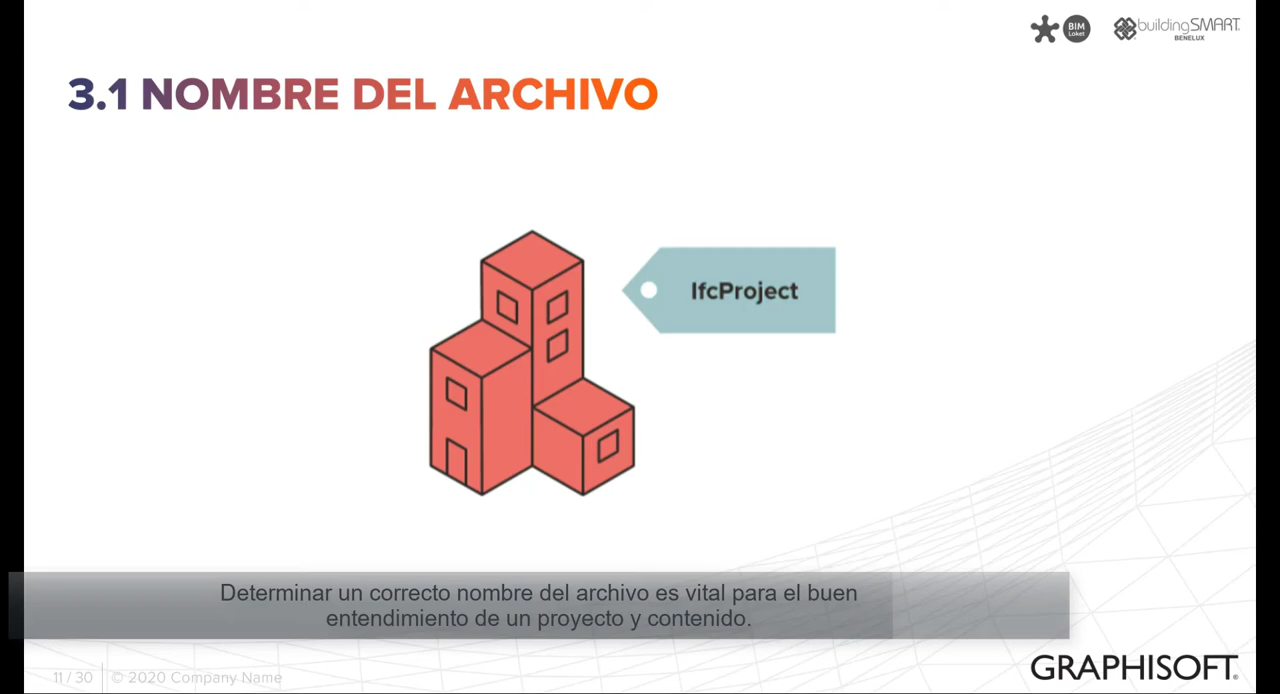 BIM
Loket
buildingSMART
BENELUX
3.1 NOMBRE DEL ARCHIVO
IfcProject
Determinar un correcto nombre del archivo es vital para el buen
entendimiento de un proyecto y contenido.
11 / 30
© 2020 Company Name
GRAPHISOFT